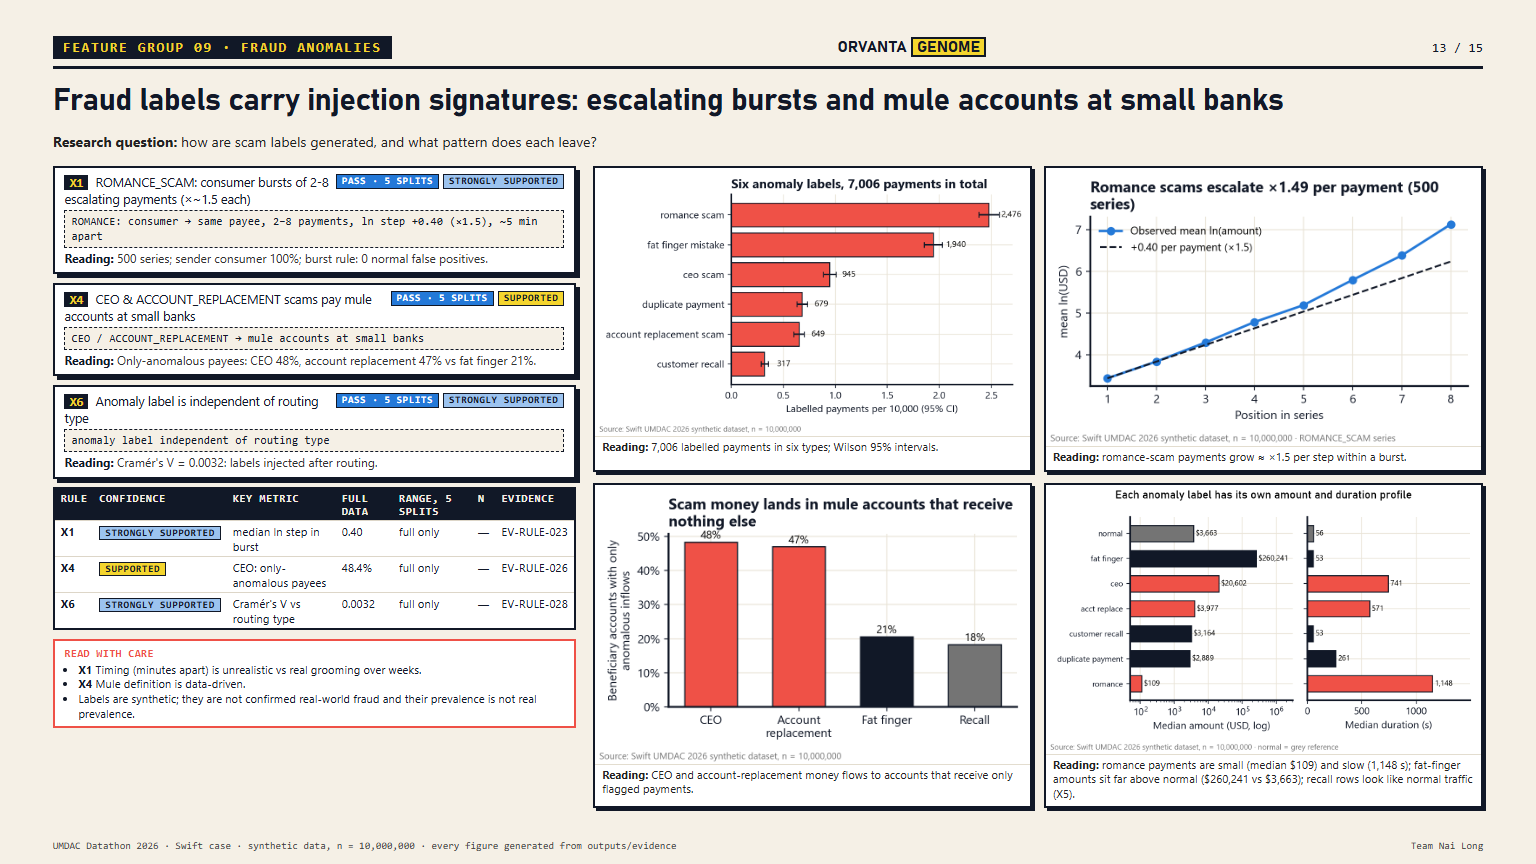 FEATURE GROUP 09 · FRAUD ANOMALIES
ORVANTA GENOME
13 / 15
Fraud labels carry injection signatures: escalating bursts and mule accounts at small banks
Research question: how are scam labels generated, and what pattern does each leave?
X1 ROMANCE_SCAM: consumer bursts of 2-8 PASS · 5 SPLITS STRONGLY SUPPORTED
escalating payments (×~1.5 each)
ROMANCE: consumer → same payee, 2-8 payments, ln step +0.40 (×1.5), ~5 min
apart
Reading: 500 series; sender consumer 100%; burst rule: 0 normal false positives.
X4 CEO & ACCOUNT_REPLACEMENT scams pay mule PASS · 5 SPLITS SUPPORTED
accounts at small banks
CEO / ACCOUNT_REPLACEMENT → mule accounts at small banks
Reading: Only-anomalous payees: CEO 48%, account replacement 47% vs fat finger 21%.
X6 Anomaly label is independent of routing PASS · 5 SPLITS STRONGLY SUPPORTED
type
anomaly label independent of routing type
Reading: Cramér's V = 0.0032: labels injected after routing.
RULE CONFIDENCE KEY METRIC FULL DATA RANGE, 5 SPLITS N EVIDENCE
X1 STRONGLY SUPPORTED median ln step in burst 0.40 full only — EV-RULE-023
X4 SUPPORTED CEO: only-anomalous payees 48.4% full only — EV-RULE-026
X6 STRONGLY SUPPORTED Cramér's V vs routing type 0.0032 full only — EV-RULE-028
READ WITH CARE
• X1 Timing (minutes apart) is unrealistic vs real grooming over weeks.
• X4 Mule definition is data-driven.
• Labels are synthetic; they are not confirmed real-world fraud and their prevalence is not real
prevalence.
Six anomaly labels, 7,006 payments in total
romance scam 2,476
fat finger mistake 1,940
ceo scam 945
duplicate payment 679
account replacement scam 649
customer recall 317
0.0 0.5 1.0 1.5 2.0 2.5
Labelled payments per 10,000 (95% CI)
Source: Swift UMDAC 2026 synthetic dataset, n = 10,000,000
Reading: 7,006 labelled payments in six types; Wilson 95% intervals.
Romance scams escalate ×1.49 per payment (500
series)
Observed mean ln(amount)
+0.40 per payment (×1.5)
mean ln(USD)
7
6
5
4
1 2 3 4 5 6 7 8
Position in series
Source: Swift UMDAC 2026 synthetic dataset, n = 10,000,000 · ROMANCE_SCAM series
Reading: romance-scam payments grow ≈ ×1.5 per step within a burst.
Scam money lands in mule accounts that receive
nothing else
Beneficiary accounts with only
anomalous inflows
50%
40%
30%
20%
10%
0%
48% 47% 21% 18%
CEO Account replacement Fat finger Recall
Source: Swift UMDAC 2026 synthetic dataset, n = 10,000,000
Reading: CEO and account-replacement money flows to accounts that receive only
flagged payments.
Each anomaly label has its own amount and duration profile
normal $3,663 56
fat finger $260,241 53
ceo $20,602 741
acct replace $3,977 571
customer recall $3,164 53
duplicate payment $2,889 261
romance $109 1,148
10² 10³ 10⁴ 10⁵ 10⁶ 0 500 1000
Median amount (USD, log) Median duration (s)
Source: Swift UMDAC 2026 synthetic dataset, n = 10,000,000 · normal = grey reference
Reading: romance payments are small (median $109) and slow (1,148 s); fat-finger
amounts sit far above normal ($260,241 vs $3,663); recall rows look like normal traffic
(X5).
UMDAC Datathon 2026 · Swift case · synthetic data, n = 10,000,000 · every figure generated from outputs/evidence
Team Nai Long